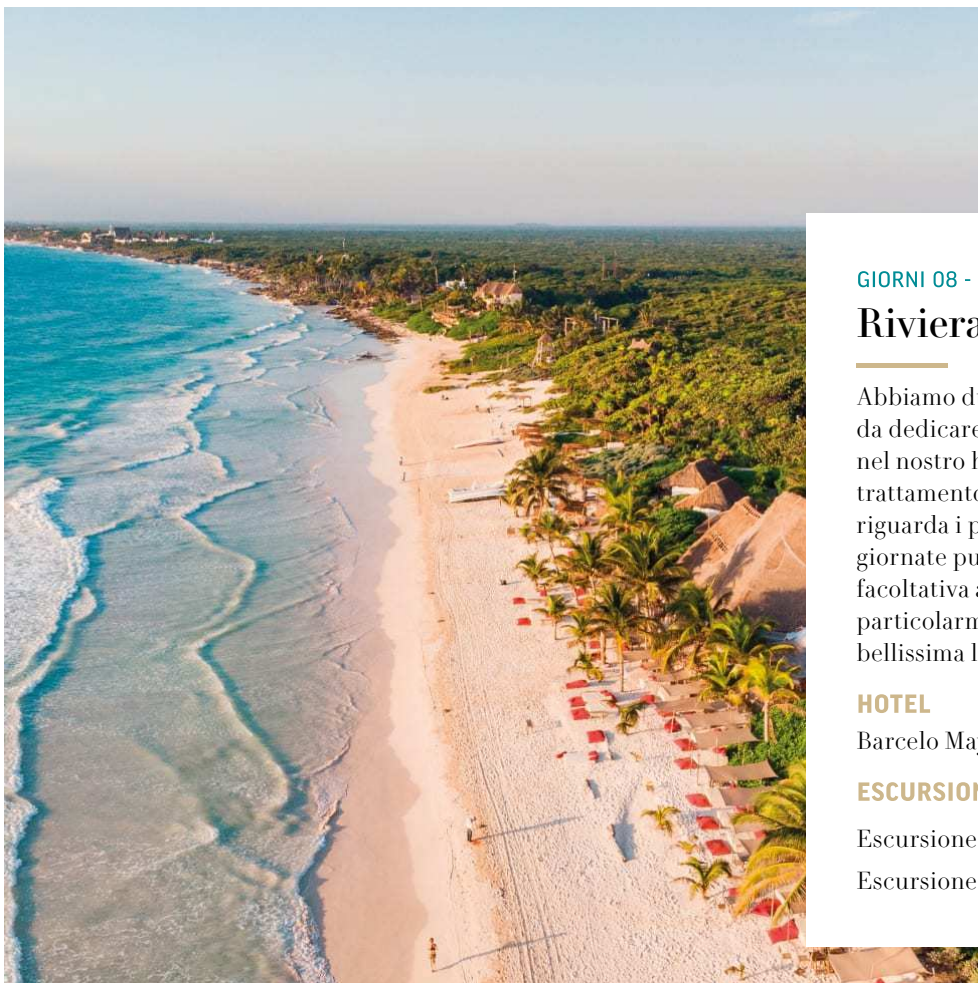 GIORNI 08 -
Riviera
Abbiamo d
da dedicare
nel nostro h
trattamento
riguarda i p
giornate pu
facoltativa a
particolarm
bellissima l
HOTEL
Barcelo Ma
ESCURSION
Escursione
Escursione